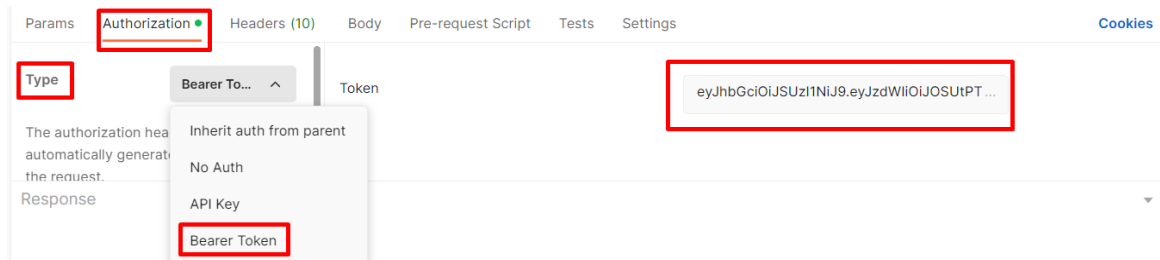 Params Authorization Headers (10) Body Pre-request Script Tests Settings Cookies
Type Bearer To... Token eyJhbGciOiJSUzI1NiJ9.eyJzdWIiOiJOSUtPT...
The authorization hea
automatically generat
the request.
Inherit auth from parent
No Auth
API Key
Bearer Token
Response